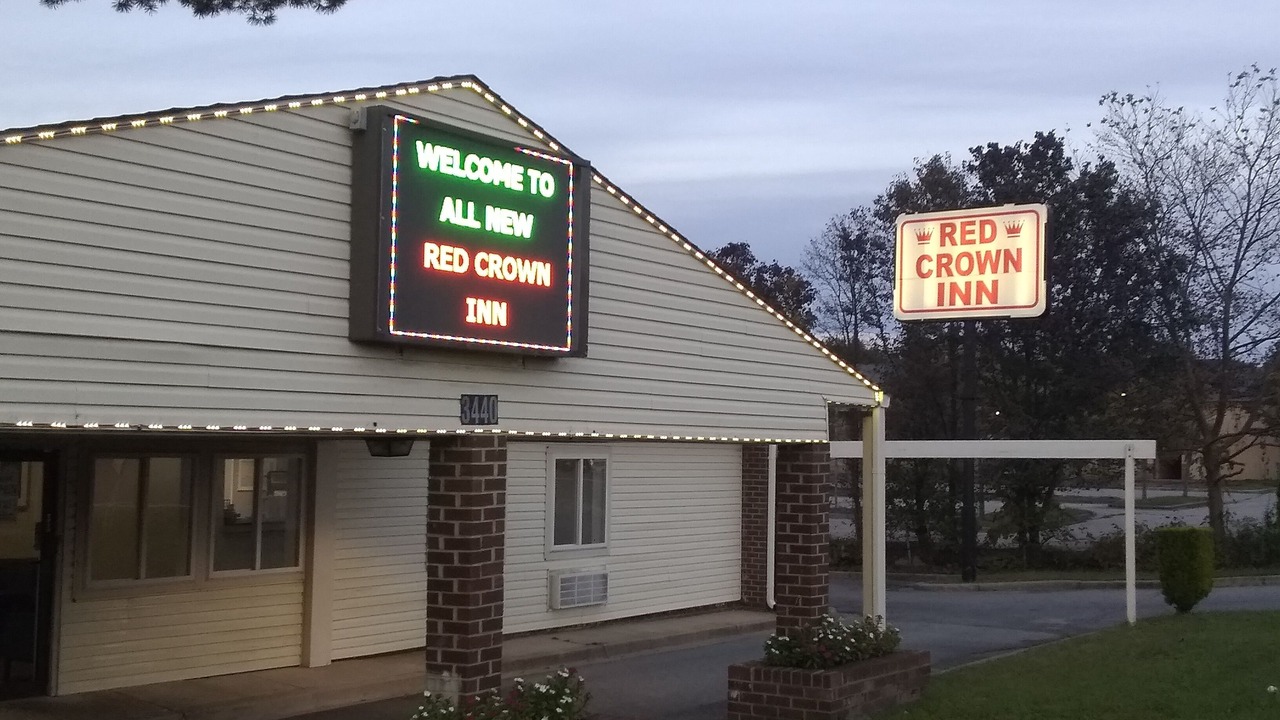 WELCOME TO
ALL NEW
RED CROWN
INN
3440
RED
CROWN
INN